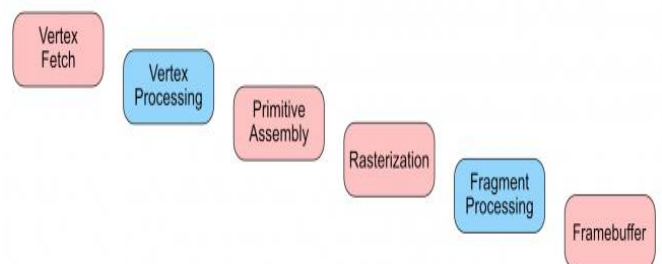 Vertex
Fetch
Vertex
Processing
Primitive
Assembly
Rasterization
Fragment
Processing
Framebuffer